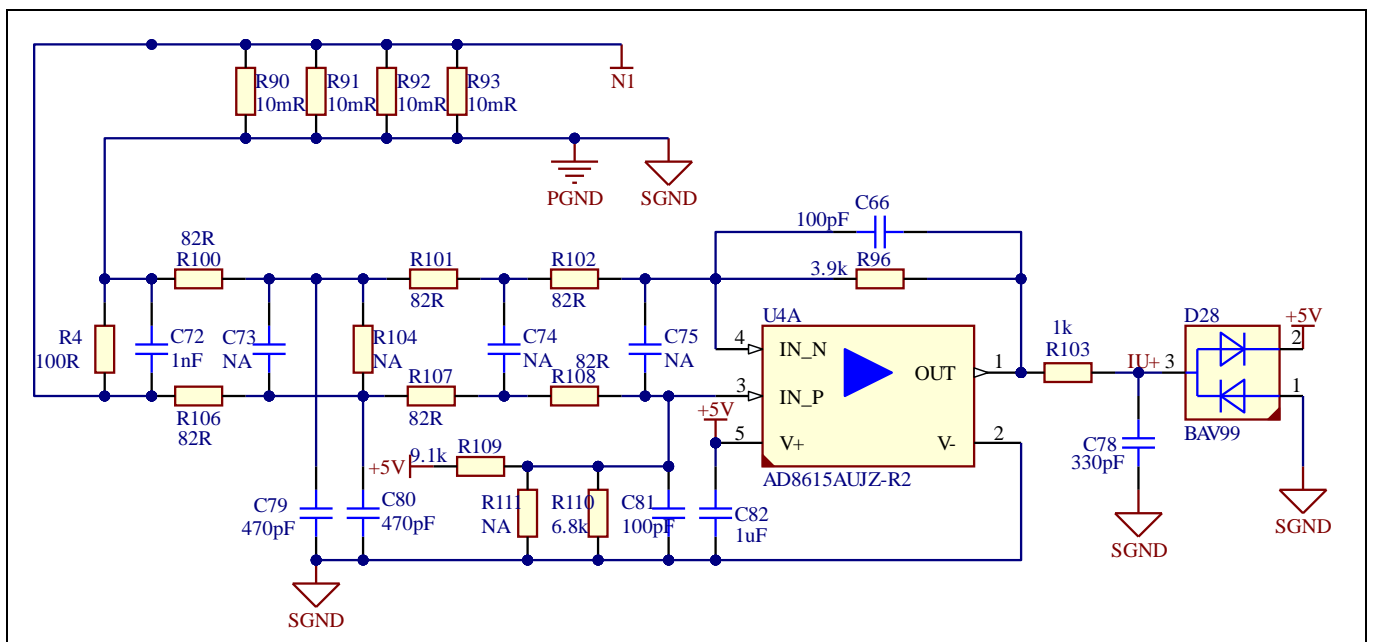 R90
10mR
R91
10mR
R92
10mR
R93
10mR
N1
PGND
SGND
C66
100pF
82R
R100
R101
82R
R102
82R
3.9k
R96
R4
100R
C72
1nF
C73
NA
R104
NA
C74
NA
C75
NA
U4A
4
IN_N
3
IN_P
5
V+
OUT
1
V-
2
AD8615AUJZ-R2
1k
R103
IU+
3
D28
+5V
2
1
BAV99
R106
82R
R107
82R
82R
R108
+5V
+5V
9.1k
R109
C79
470pF
C80
470pF
R111
NA
R110
6.8k
C81
100pF
C82
1uF
C78
330pF
SGND
SGND
SGND